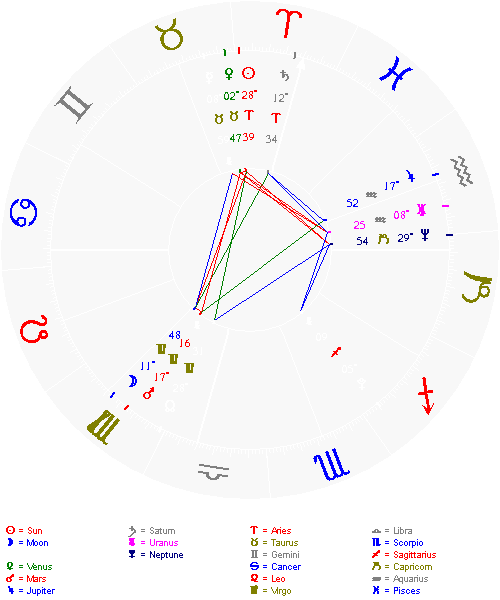 02° 28° 12°
47 39 34
17° 52
08° 25
29° 54
48 16
11°
17°
☉ = Sun ♄ = Saturn ♈ = Aries ♎ = Libra
☽ = Moon ♅ = Uranus ♉ = Taurus ♏ = Scorpio
♆ = Neptune ♊ = Gemini ♐ = Sagittarius
♀ = Venus ♋ = Cancer ♑ = Capricorn
♂ = Mars ♌ = Leo ♒ = Aquarius
♃ = Jupiter ♍ = Virgo ♓ = Pisces